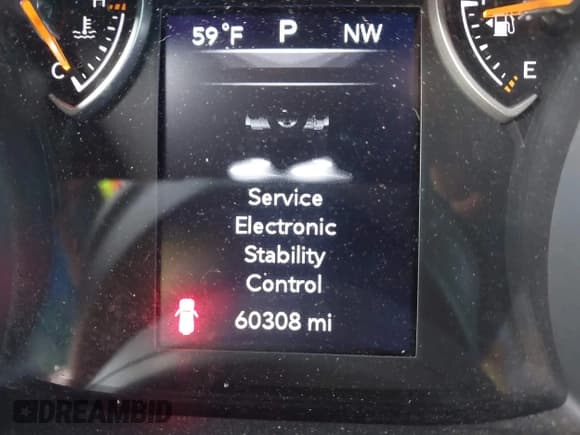 H
59°F P NW
C
E
Service
Electronic
Stability
Control
60308 mi
DREAMBID